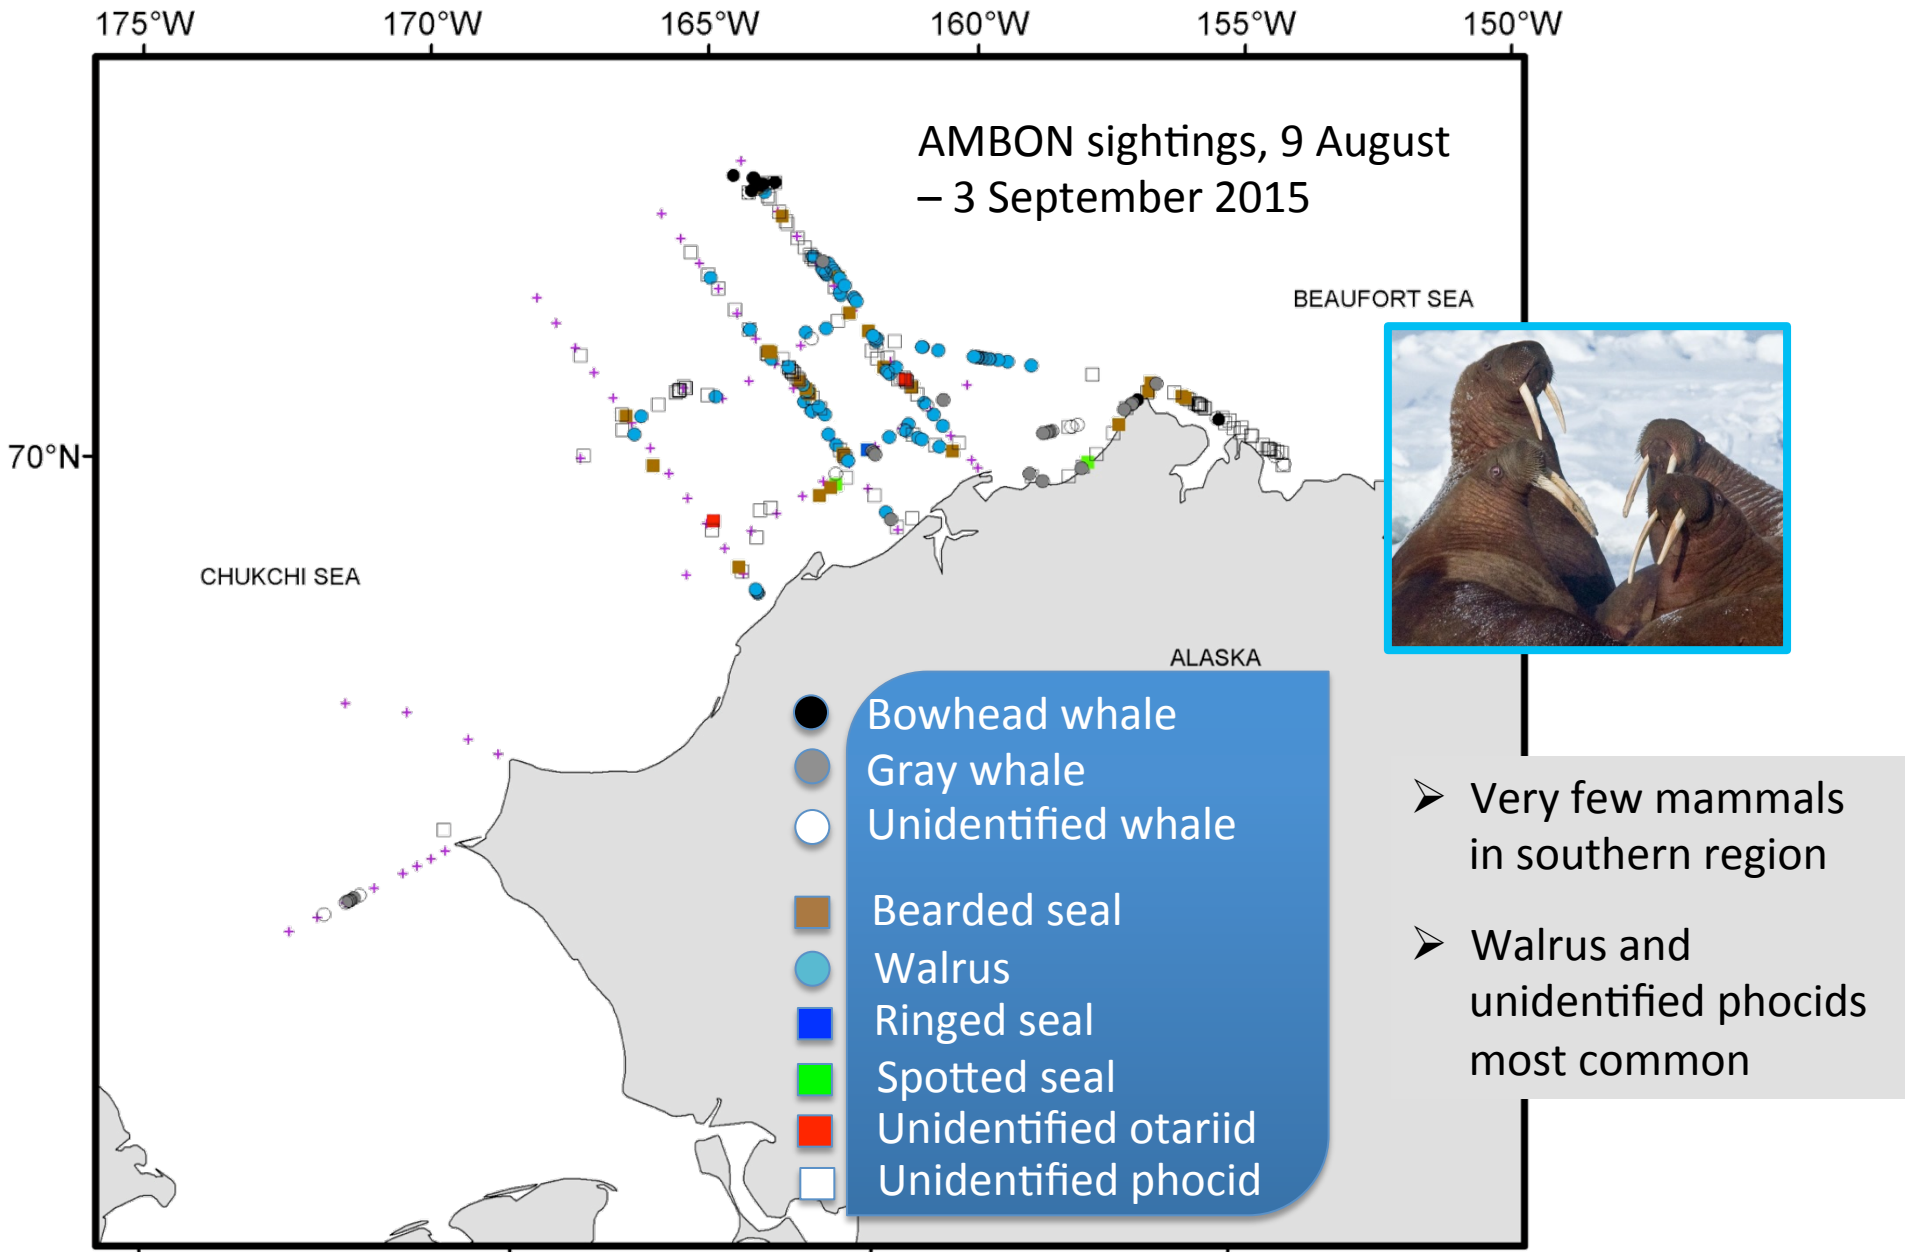 175°W 170°W 165°W 160°W 155°W 150°W
AMBON sightings, 9 August
– 3 September 2015
BEAUFORT SEA
70°N
CHUKCHI SEA
ALASKA
Bowhead whale
Gray whale
Unidentified whale
Bearded seal
Walrus
Ringed seal
Spotted seal
Unidentified otariid
Unidentified phocid
➢ Very few mammals
in southern region
➢ Walrus and
unidentified phocids
most common